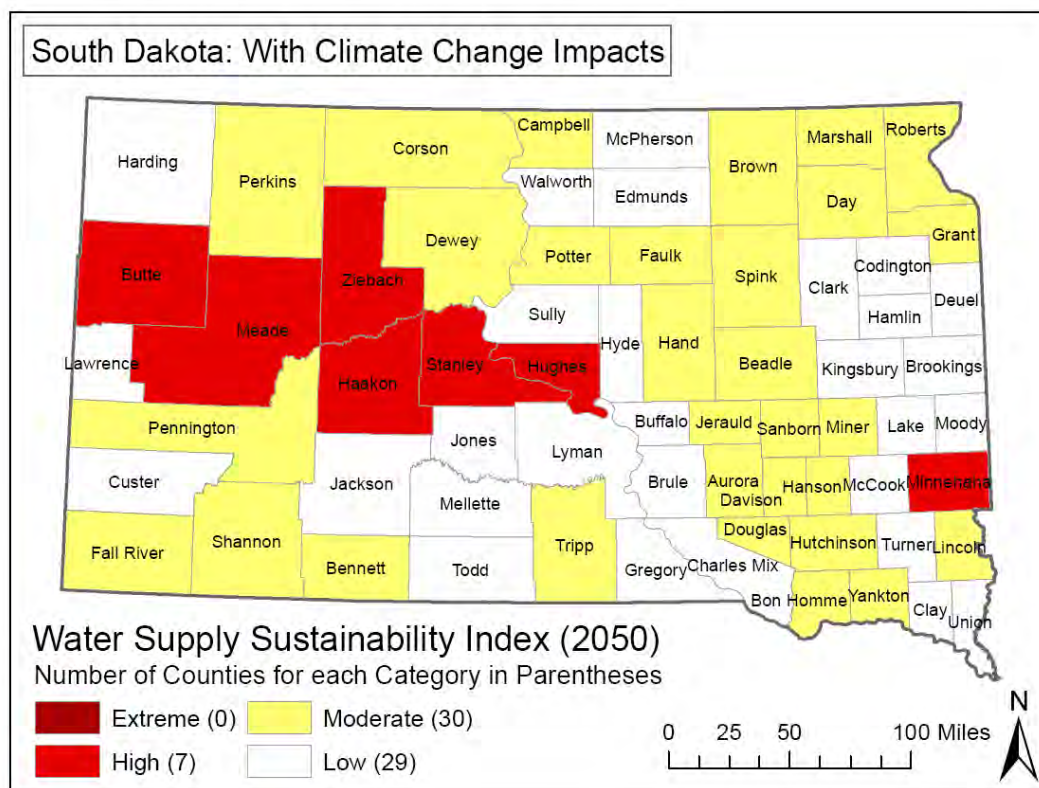 South Dakota: With Climate Change Impacts
Harding
Perkins
Corson
Campbell
McPherson
Brown
Marshall
Roberts
Walworth
Edmunds
Day
Dewey
Grant
Butte
Ziebach
Potter
Faulk
Spink
Codington
Clark
Deuel
Hamlin
Meade
Sully
Hyde
Hand
Beadle
Lawrence
Haakon
Stanley
Hughes
Kingsbury
Brookings
Pennington
Buffalo
Jerauld
Sanborn
Miner
Lake
Moody
Jones
Lyman
Custer
Jackson
Mellette
Brule
Aurora
Davison
Hanson
McCook
Minnehaha
Fall River
Shannon
Bennett
Todd
Tripp
Gregory
Charles Mix
Douglas
Hutchinson
Turner
Lincoln
Bon Homme
Yankton
Clay
Union
Water Supply Sustainability Index (2050)
Number of Counties for each Category in Parentheses
Extreme (0)
Moderate (30)
High (7)
Low (29)
0 25 50 100 Miles
N